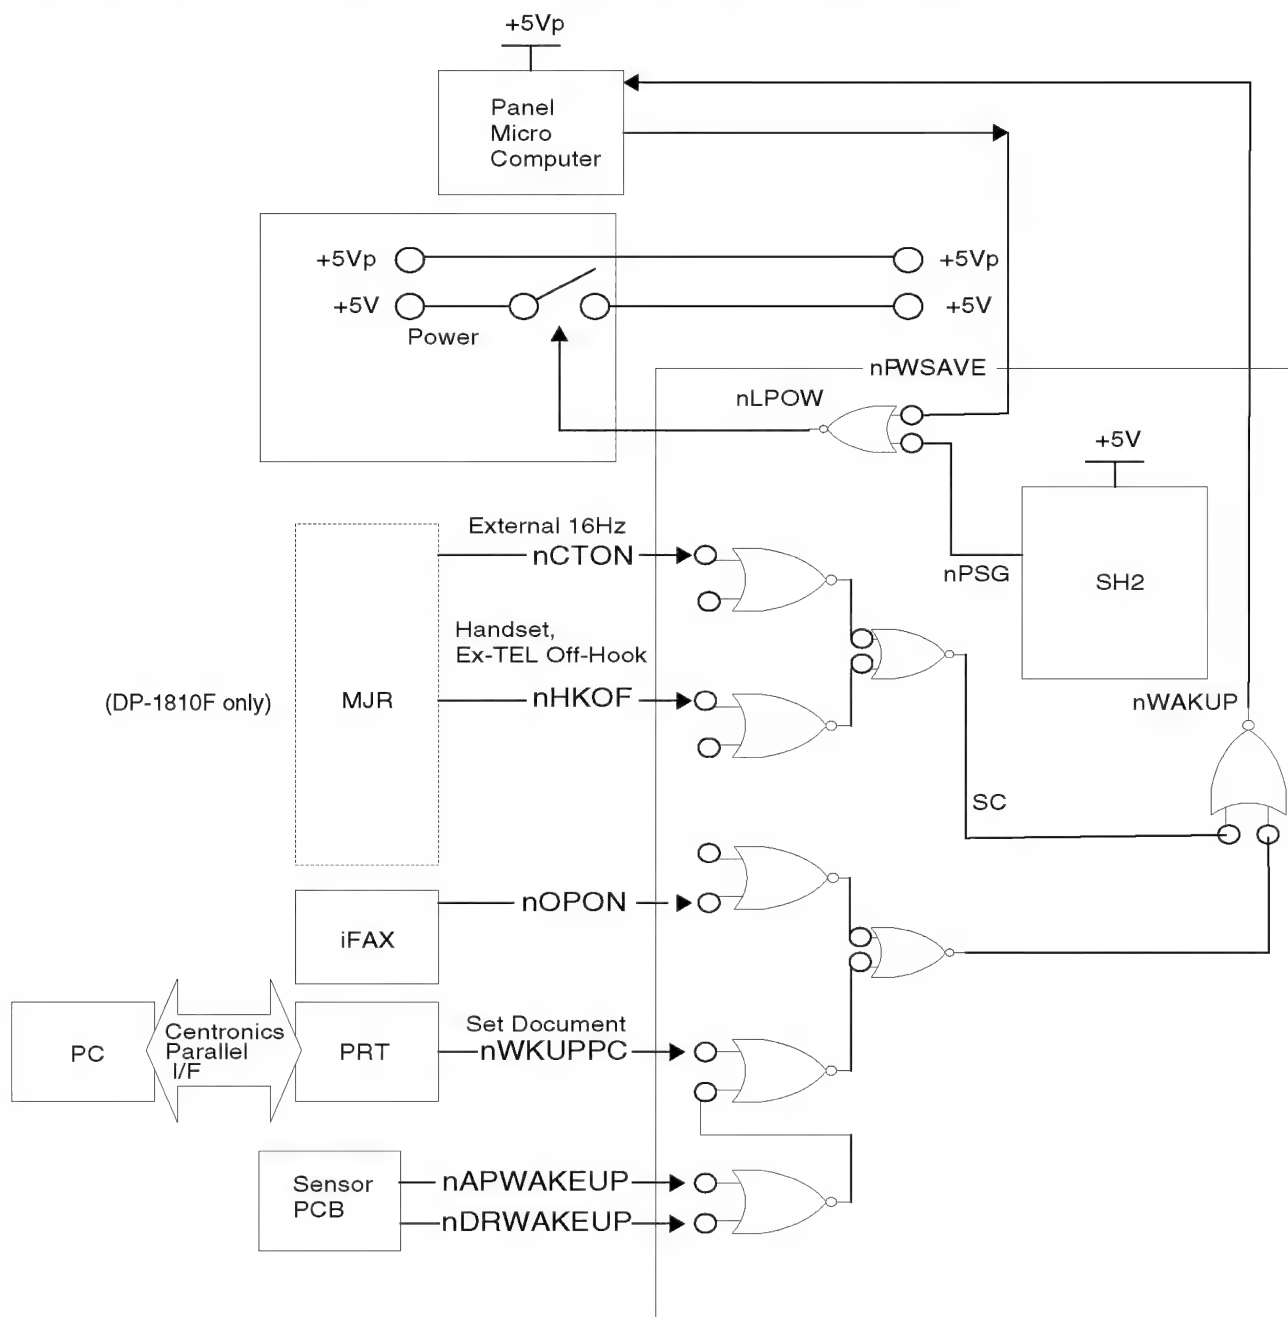 +5Vp
Panel
Micro
Computer
+5Vp
+5Vp
+5V
+5V
Power
nPWSAVE
nLPOW
+5V
External 16Hz
nCTON
nPSG
SH2
Handset,
Ex-TEL Off-Hook
(DP-1810F only)
MJR
nHKOF
nWAKUP
SC
nOPON
iFAX
Set Document
Centronics
Parallel
I/F
PC
PRT
nWKUPPC
Sensor
PCB
nAPWAKEUP
nDRWAKEUP